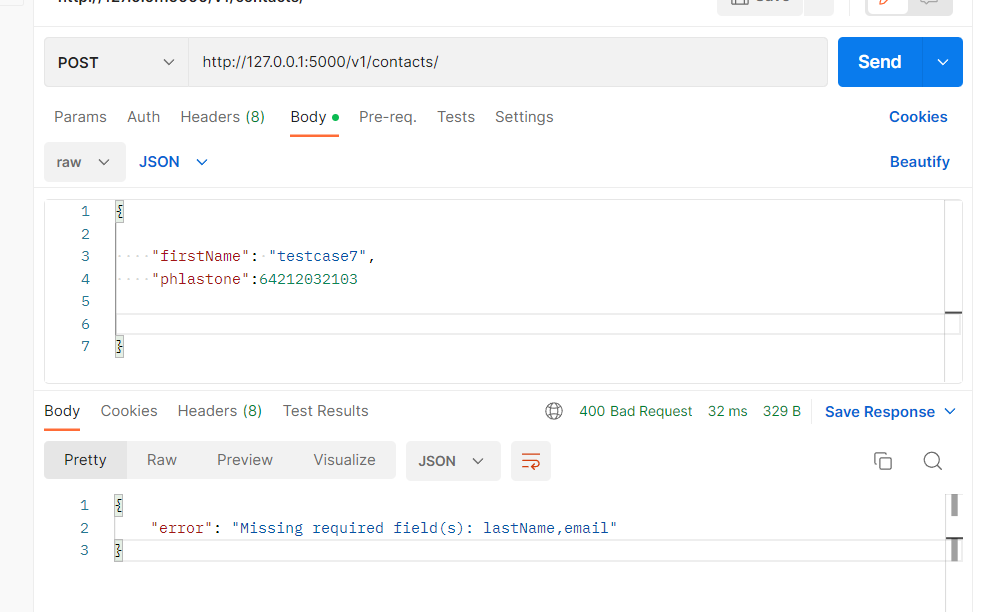 Save
POST http://127.0.0.1:5000/v1/contacts/ Send
Params Auth Headers (8) Body Pre-req. Tests Settings Cookies
raw JSON Beautify
1 {
2
3 "firstName": "testcase7",
4 "phlastone":64212032103
5
6
7 }
Body Cookies Headers (8) Test Results 400 Bad Request 32 ms 329 B Save Response
Pretty Raw Preview Visualize JSON
1 {
2 "error": "Missing required field(s): lastName,email"
3 }